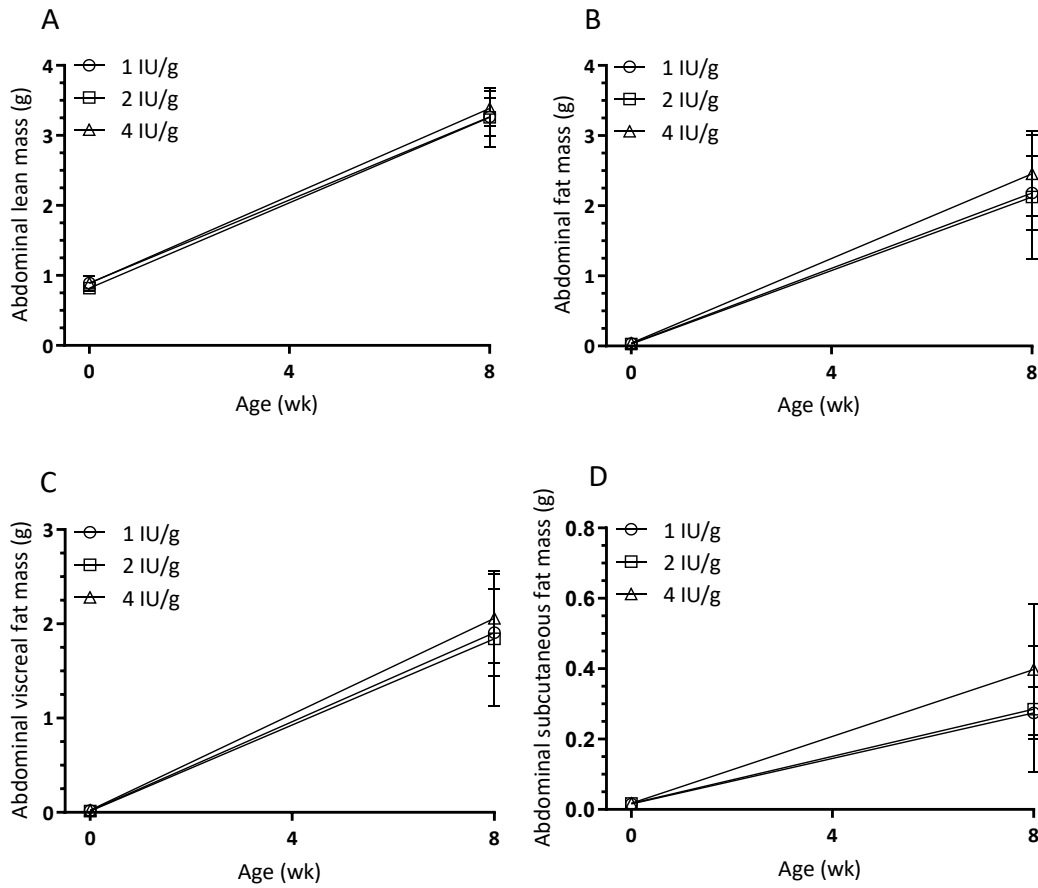 A
1 IU/g
2 IU/g
4 IU/g
Abdominal lean mass (g)
4
3
2
1
0
0 4 8
Age (wk)
B
1 IU/g
2 IU/g
4 IU/g
Abdominal fat mass (g)
4
3
2
1
0
0 4 8
Age (wk)
C
1 IU/g
2 IU/g
4 IU/g
Abdominal viscreal fat mass (g)
3
2
1
0
0 4 8
Age (wk)
D
1 IU/g
2 IU/g
4 IU/g
Abdominal subcutaneous fat mass (g)
0.8
0.6
0.4
0.2
0.0
0 4 8
Age (wk)